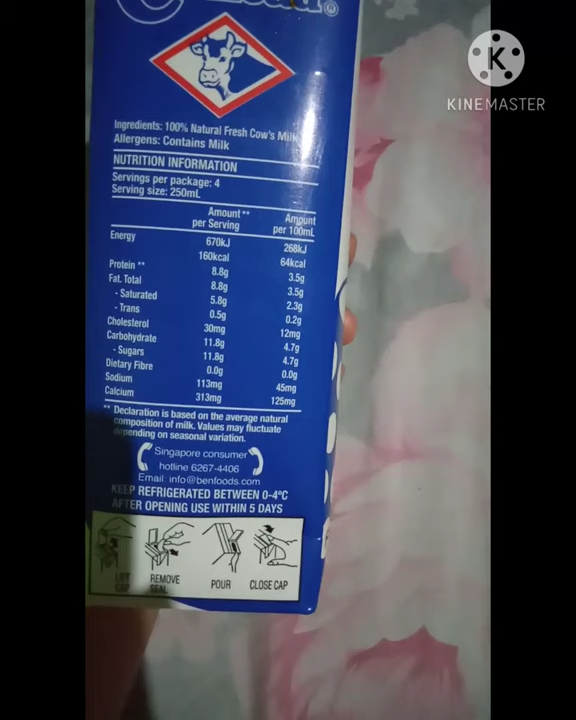 K
KINEMASTER
Ingredients: 100% Natural Fresh Cow's Milk
Allergens: Contains Milk
NUTRITION INFORMATION
Servings per package: 4
Serving size: 250mL
Amount ** per Serving Amount per 100mL
Energy 670kJ 268kJ
160kcal 64kcal
Protein ** 8.8g 3.5g
Fat. Total 8.8g 3.5g
- Saturated 5.8g 2.3g
- Trans 0.5g 0.2g
Cholesterol 30mg 12mg
Carbohydrate 11.8g 4.7g
- Sugars 11.8g 4.7g
Dietary Fibre 0.0g 0.0g
Sodium 113mg 45mg
Calcium 313mg 125mg
** Declaration is based on the average natural
composition of milk. Values may fluctuate
depending on seasonal variation.
Singapore consumer
hotline 6267-4406
Email: info@benfoods.com
KEEP REFRIGERATED BETWEEN 0-4°C
AFTER OPENING USE WITHIN 5 DAYS
LIFT CAP REMOVE SEAL POUR CLOSE CAP